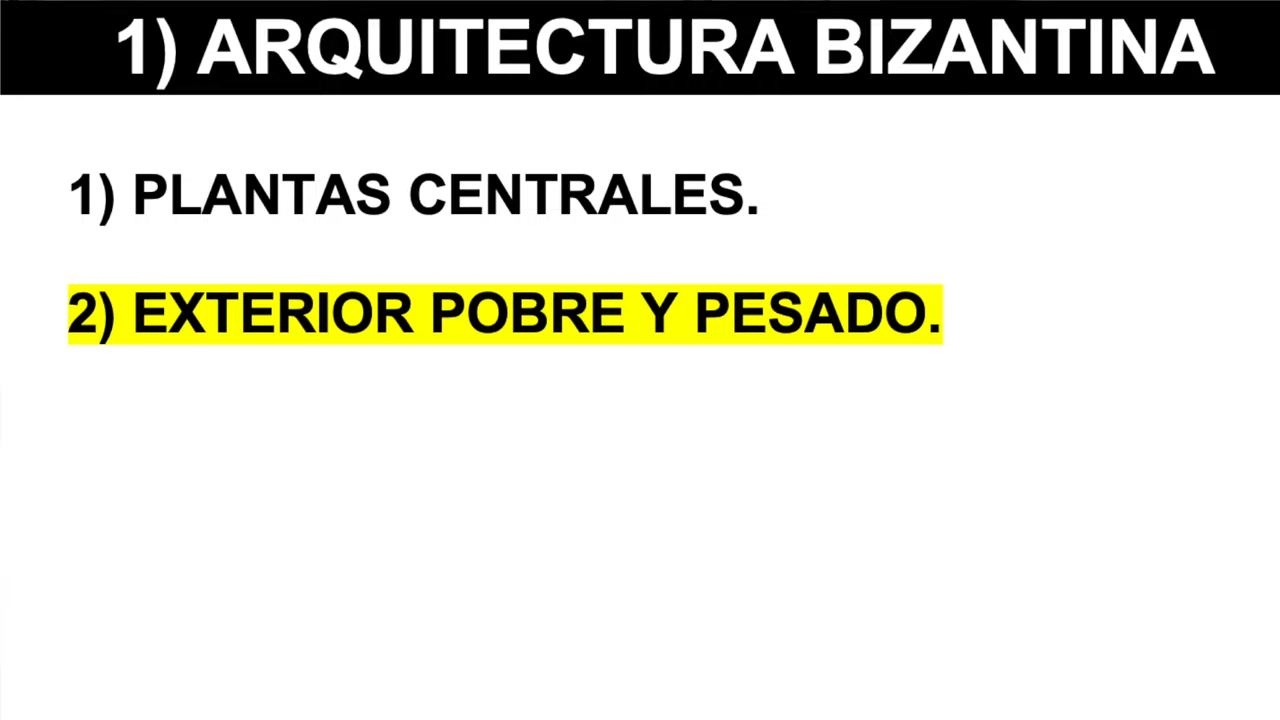 1) ARQUITECTURA BIZANTINA
1) PLANTAS CENTRALES.
2) EXTERIOR POBRE Y PESADO.